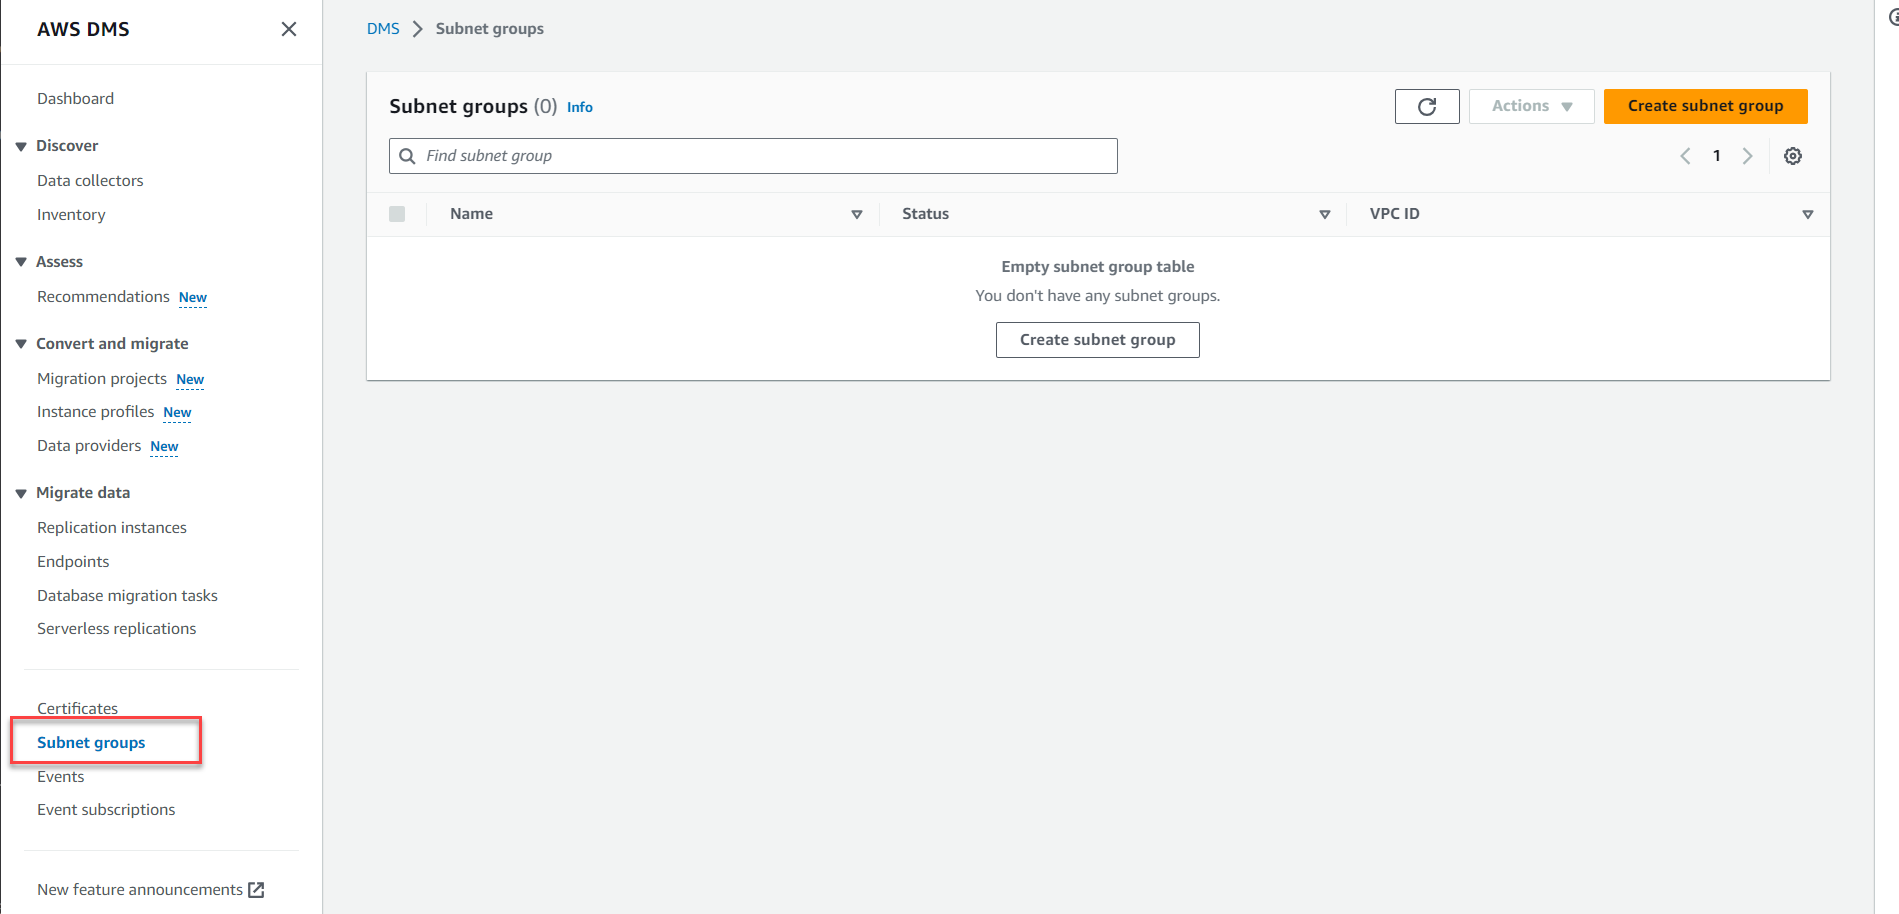 AWS DMS
Dashboard
Discover
Data collectors
Inventory
Assess
Recommendations New
Convert and migrate
Migration projects New
Instance profiles New
Data providers New
Migrate data
Replication instances
Endpoints
Database migration tasks
Serverless replications
Certificates
Subnet groups
Events
Event subscriptions
New feature announcements
DMS > Subnet groups
Subnet groups (0) Info
Actions
Create subnet group
Find subnet group
1
Name Status VPC ID
Empty subnet group table
You don't have any subnet groups.
Create subnet group